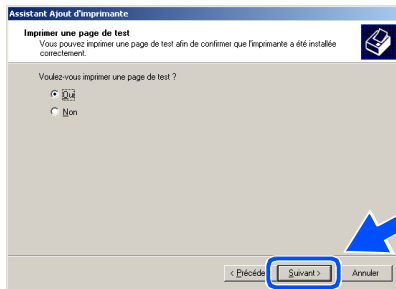 Assistant Ajout d'imprimante
Imprimer une page de test
Vous pouvez imprimer une page de test afin de confirmer que l'imprimante a été installée
correctement.
Voulez-vous imprimer une page de test ?
Oui
Non
< Précéde Suivant > Annuler